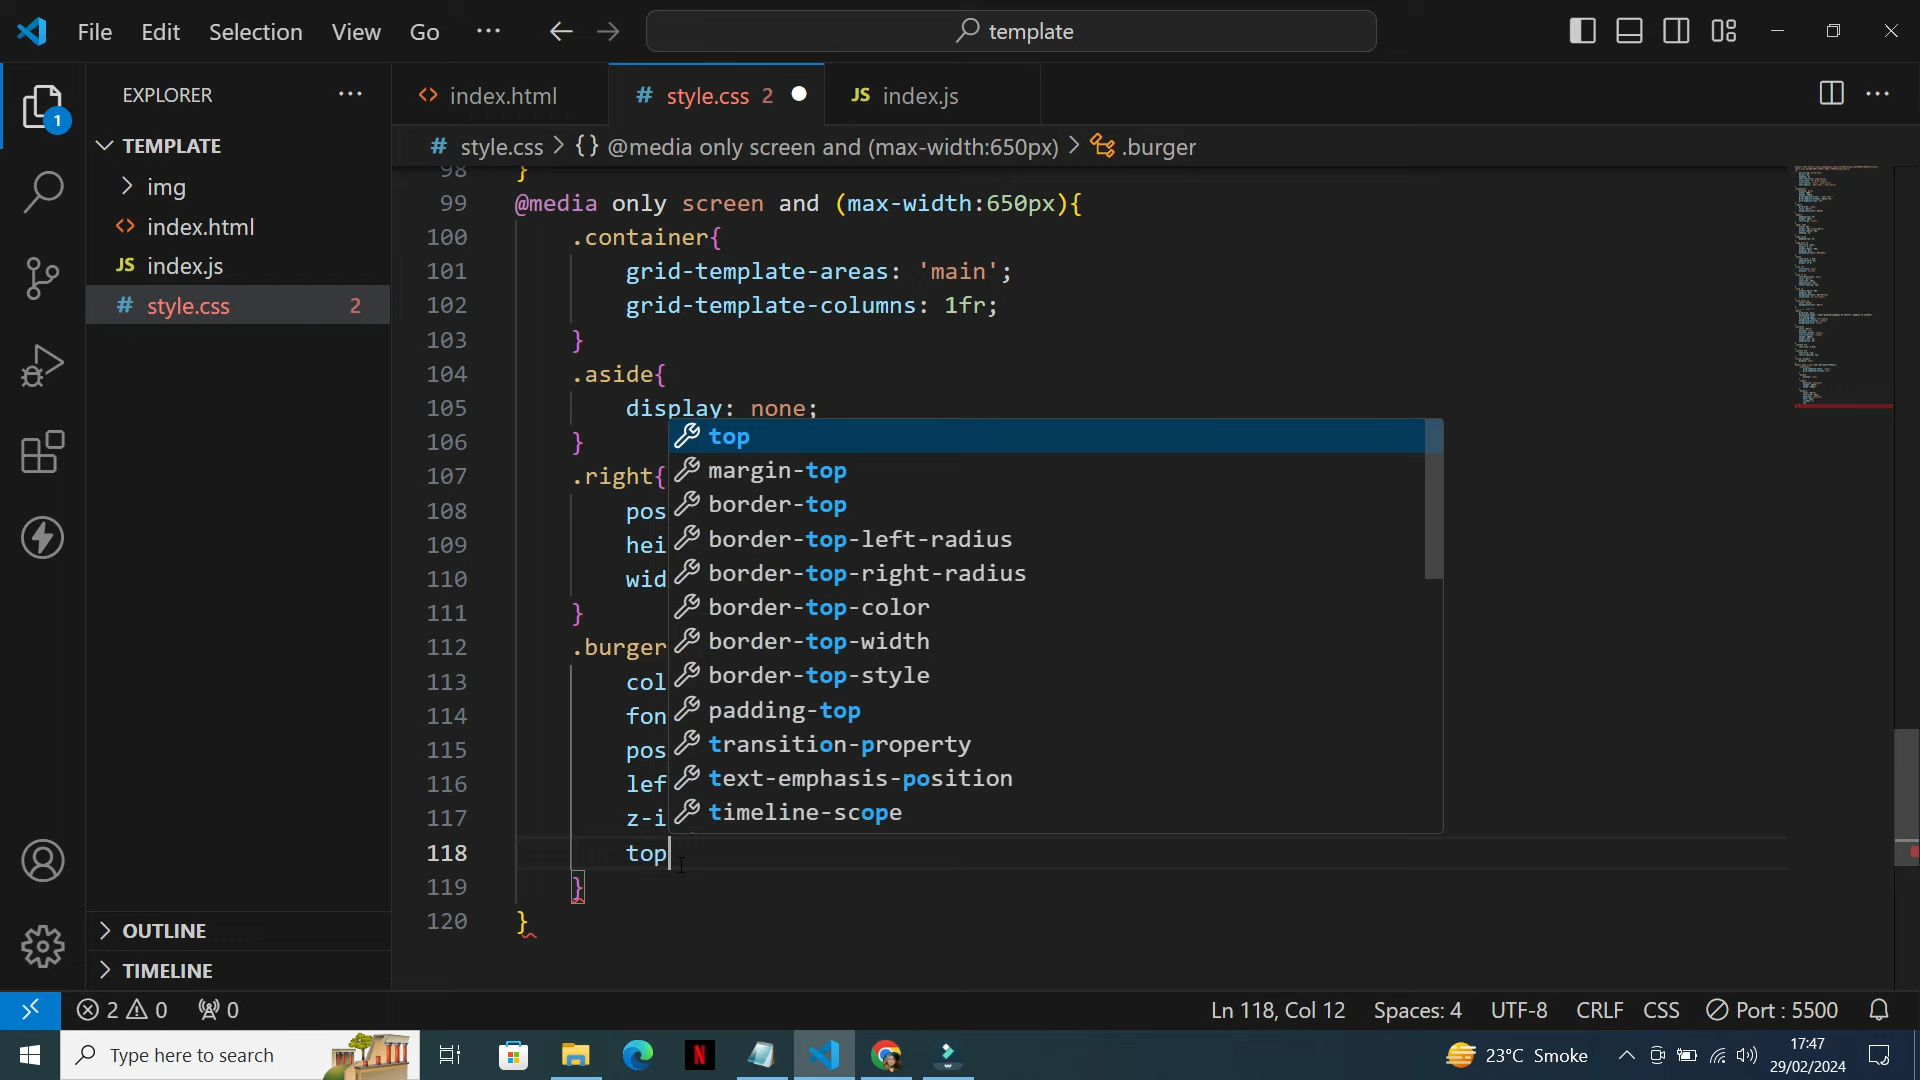 File Edit Selection View Go ··· template
EXPLORER ···
index.html
style.css 2
JS index.js ···
TEMPLATE
img
index.html
JS index.js
# style.css 2
# style.css > {} @media only screen and (max-width:650px) > .burger
98 }
99 @media only screen and (max-width:650px){
100 .container{
101 grid-template-areas: 'main';
102 grid-template-columns: 1fr;
103 }
104 .aside{
105 display: none;
106 }
107 .right{
108 pos
109 hei
110 wid
111 }
112 .burger
113 col
114 fon
115 pos
116 lef
117 z-i
118 top
119 }
120 }
top
margin-top
border-top
border-top-left-radius
border-top-right-radius
border-top-color
border-top-width
border-top-style
padding-top
transition-property
text-emphasis-position
timeline-scope
1
OUTLINE
TIMELINE
2 0 0 Ln 118, Col 12 Spaces: 4 UTF-8 CRLF CSS Port : 5500
Type here to search 23°C Smoke 17:47
29/02/2024